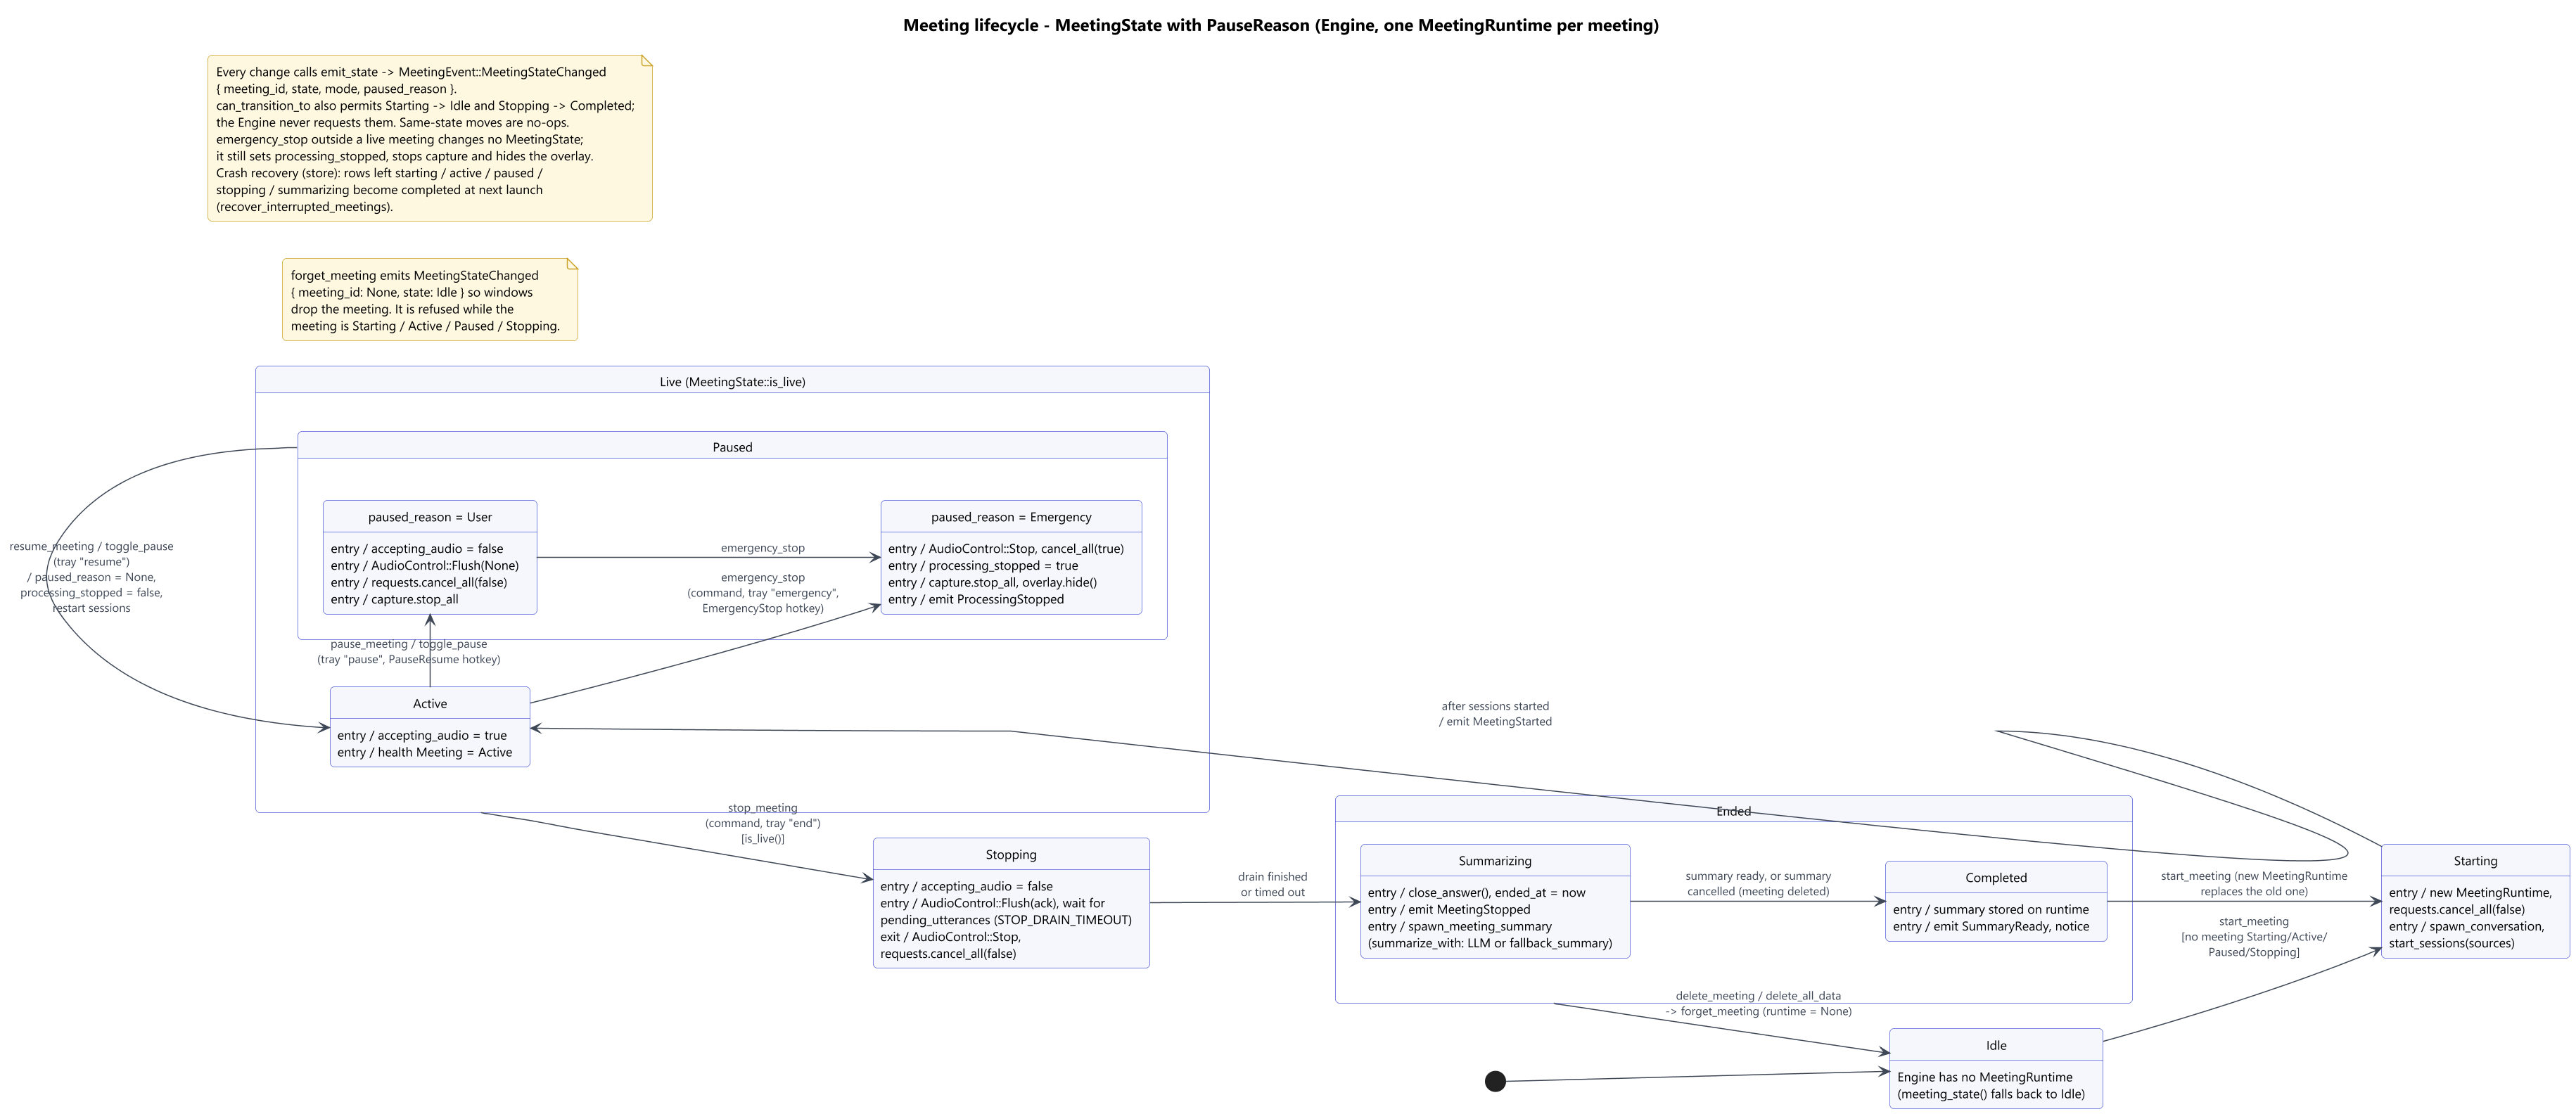 Meeting lifecycle - MeetingState with PauseReason (Engine, one MeetingRuntime per meeting)
Every change calls emit_state -> MeetingEvent::MeetingStateChanged
{ meeting_id, state, mode, paused_reason }.
can_transition_to also permits Starting -> Idle and Stopping -> Completed;
the Engine never requests them. Same-state moves are no-ops.
emergency_stop outside a live meeting changes no MeetingState;
it still sets processing_stopped, stops capture and hides the overlay.
Crash recovery (store): rows left starting / active / paused /
stopping / summarizing become completed at next launch
(recover_interrupted_meetings).
forget_meeting emits MeetingStateChanged
{ meeting_id: None, state: Idle } so windows
drop the meeting. It is refused while the
meeting is Starting / Active / Paused / Stopping.
Live (MeetingState::is_live)
Paused
paused_reason = User
entry / accepting_audio = false
entry / AudioControl::Flush(None)
entry / requests.cancel_all(false)
entry / capture.stop_all
emergency_stop
emergency_stop
(command, tray "emergency",
EmergencyStop hotkey)
paused_reason = Emergency
entry / AudioControl::Stop, cancel_all(true)
entry / processing_stopped = true
entry / capture.stop_all, overlay.hide()
entry / emit ProcessingStopped
resume_meeting / toggle_pause
(tray "resume")
/ paused_reason = None,
processing_stopped = false,
restart sessions
pause_meeting / toggle_pause
(tray "pause", PauseResume hotkey)
Active
entry / accepting_audio = true
entry / health Meeting = Active
after sessions started
/ emit MeetingStarted
stop_meeting
(command, tray "end")
[is_live()]
Stopping
entry / accepting_audio = false
entry / AudioControl::Flush(ack), wait for
pending_utterances (STOP_DRAIN_TIMEOUT)
exit / AudioControl::Stop,
requests.cancel_all(false)
drain finished
or timed out
Ended
Summarizing
entry / close_answer(), ended_at = now
entry / emit MeetingStopped
entry / spawn_meeting_summary
(summarize_with: LLM or fallback_summary)
summary ready, or summary
cancelled (meeting deleted)
Completed
entry / summary stored on runtime
entry / emit SummaryReady, notice
start_meeting (new MeetingRuntime
replaces the old one)
start_meeting
[no meeting Starting/Active/
Paused/Stopping]
Starting
entry / new MeetingRuntime,
requests.cancel_all(false)
entry / spawn_conversation,
start_sessions(sources)
delete_meeting / delete_all_data
-> forget_meeting (runtime = None)
Idle
Engine has no MeetingRuntime
(meeting_state() falls back to Idle)